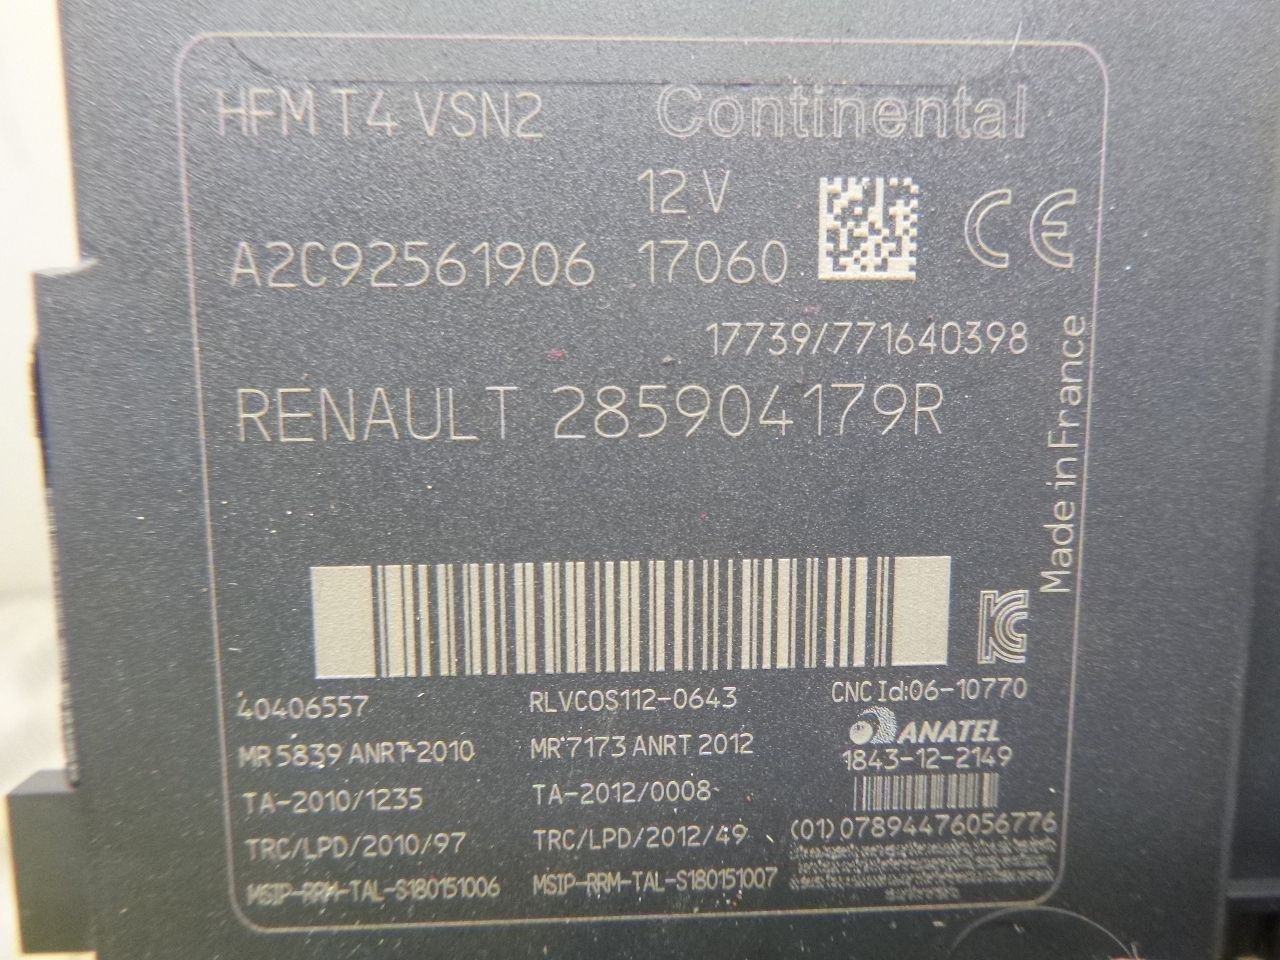 HFM T4 VSN2 Continental
12 V
A2C92561906 17060
CE
17739/771640398
RENAULT 285904179R
Made in France
40406557 RLVCOS112-0643 CNC Id:06-10770
MR 5839 ANRT-2010 MR 7173 ANRT 2012 ANATEL
1843-12-2149
TA-2010/1235 TA-2012/0008
TRC/LPD/2010/97 TRC/LPD/2012/49 (01)07894476056776
MSIP-RRM-TAL-S180151006 MSIP-RRM-TAL-S180151007